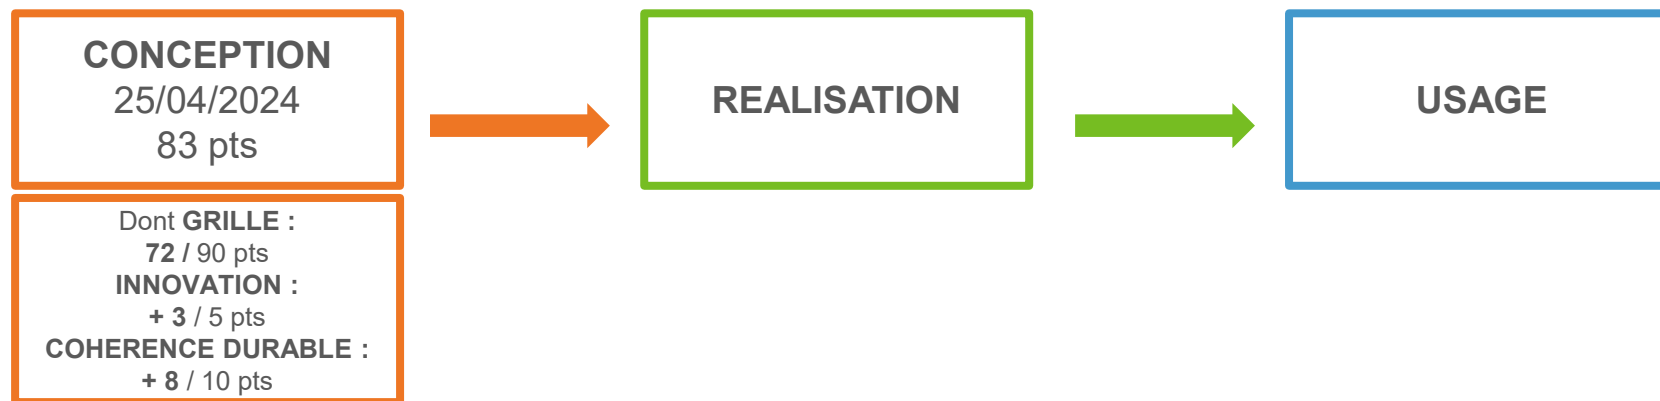 CONCEPTION
25/04/2024
83 pts
Dont GRILLE :
72 / 90 pts
INNOVATION :
+ 3 / 5 pts
COHERENCE DURABLE :
+ 8 / 10 pts
REALISATION
USAGE